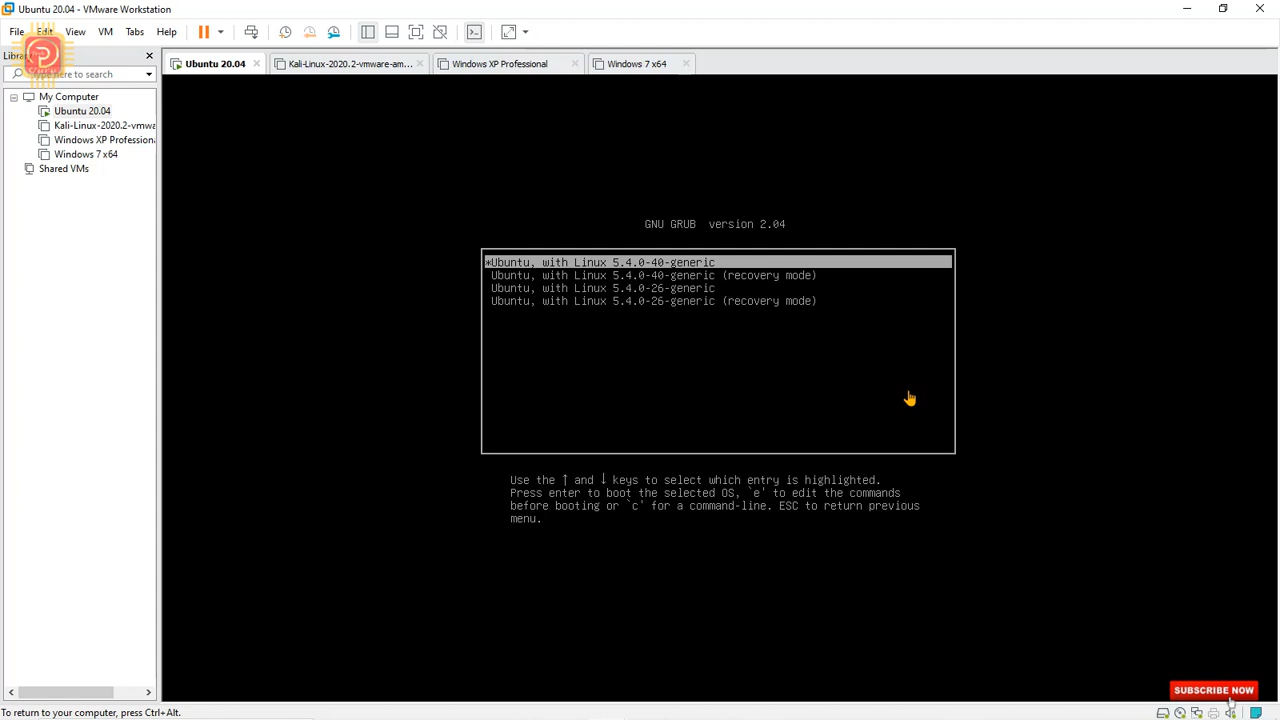 Ubuntu 20.04 - VMware Workstation
File Edit View VM Tabs Help
Library
Type here to search
My Computer
Ubuntu 20.04
Kali-Linux-2020.2-vmwa
Windows XP Professiona
Windows 7 x64
Shared VMs
Ubuntu 20.04
Kali-Linux-2020.2-vmware-am...
Windows XP Professional
Windows 7 x64
GNU GRUB version 2.04
*Ubuntu, with Linux 5.4.0-40-generic
Ubuntu, with Linux 5.4.0-40-generic (recovery mode)
Ubuntu, with Linux 5.4.0-26-generic
Ubuntu, with Linux 5.4.0-26-generic (recovery mode)
Use the ↑ and ↓ keys to select which entry is highlighted.
Press enter to boot the selected OS, `e' to edit the commands
before booting or `c' for a command-line. ESC to return previous
menu.
SUBSCRIBE NOW
To return to your computer, press Ctrl+Alt.